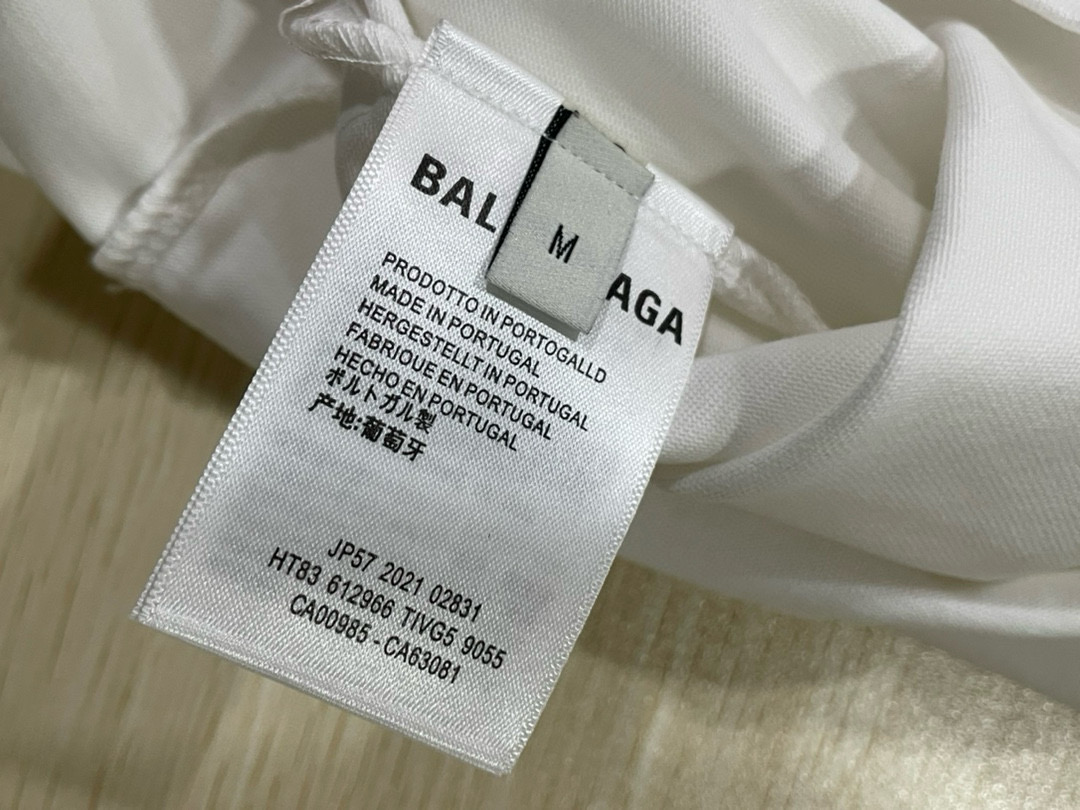 BAL AGA
M
PRODOTTO IN PORTOGALLD
MADE IN PORTUGAL
HERGESTELLT IN PORTUGAL
FABRIQUE EN PORTUGAL
HECHO EN PORTUGAL
ポルトガル製
产地:葡萄牙
JP57 2021 02831
HT83 612966 TIVG5 9055
CA00985 - CA63081